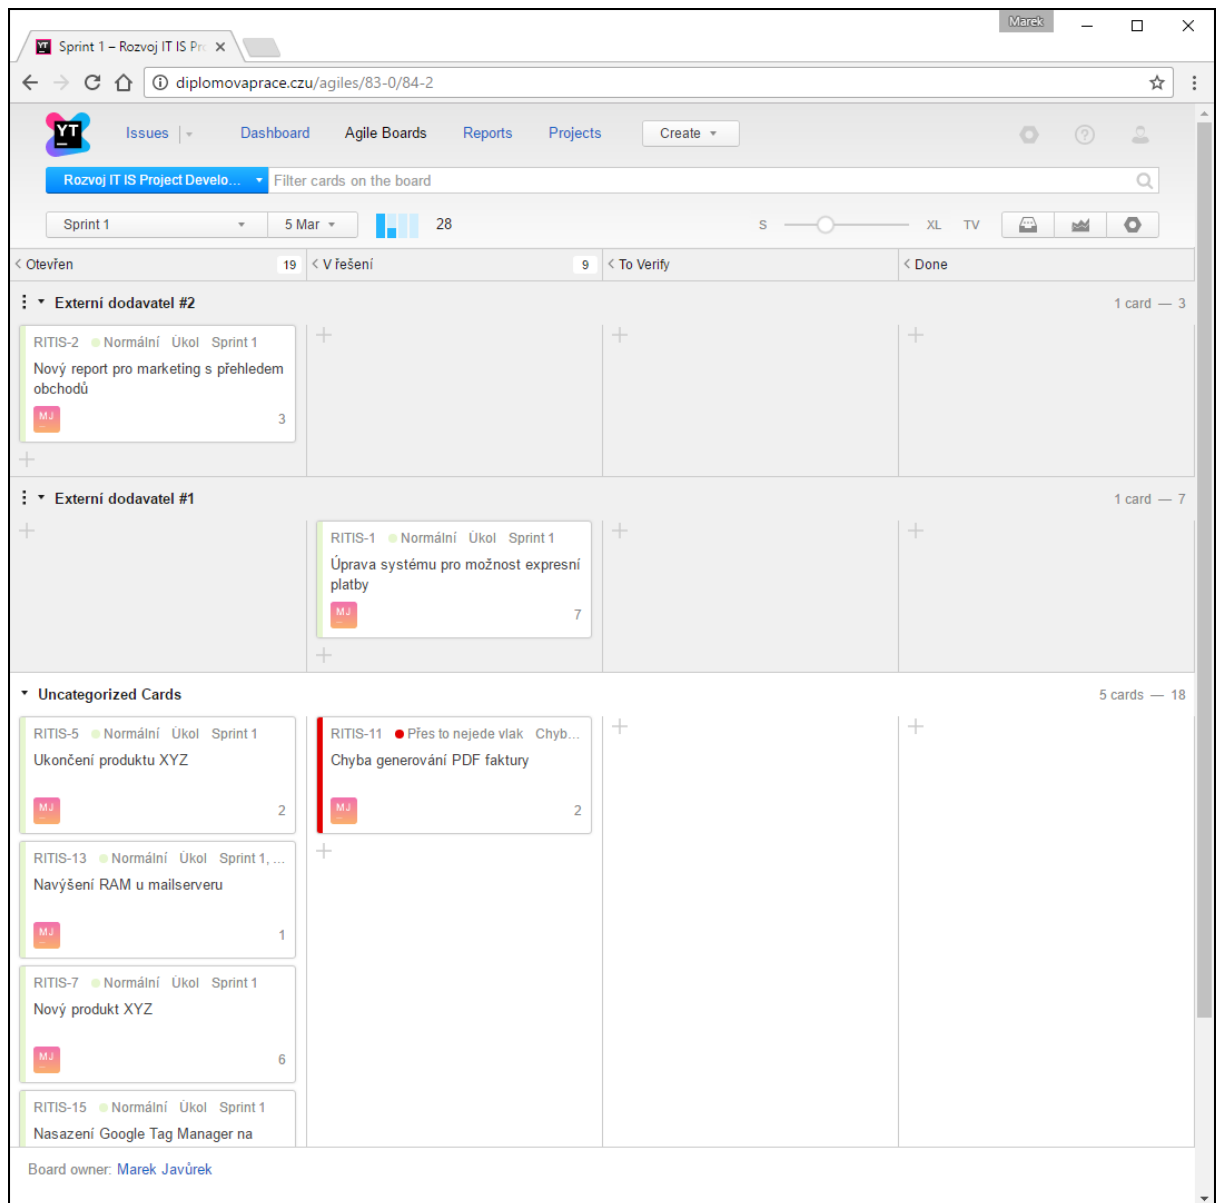 Marek
Sprint 1 – Rozvoj IT IS Pr
diplomovaprace.czu/agiles/83-0/84-2
YT Issues Dashboard Agile Boards Reports Projects Create
Rozvoj IT IS Project Develo... Filter cards on the board
Sprint 1 5 Mar 28 S XL TV
Otevřen 19 V řešení 9 To Verify Done
Externí dodavatel #2 1 card — 3
RITIS-2 Normální Úkol Sprint 1
Nový report pro marketing s přehledem
obchodů
MJ 3
Externí dodavatel #1 1 card — 7
RITIS-1 Normální Úkol Sprint 1
Úprava systému pro možnost expresní
platby
MJ 7
Uncategorized Cards 5 cards — 18
RITIS-5 Normální Úkol Sprint 1
Ukončení produktu XYZ
MJ 2
RITIS-11 Přes to nejede vlak Chyb...
Chyba generování PDF faktury
MJ 2
RITIS-13 Normální Úkol Sprint 1, ...
Navýšení RAM u mailserveru
MJ 1
RITIS-7 Normální Úkol Sprint 1
Nový produkt XYZ
MJ 6
RITIS-15 Normální Úkol Sprint 1
Nasazení Google Tag Manager na
Board owner: Marek Javůrek